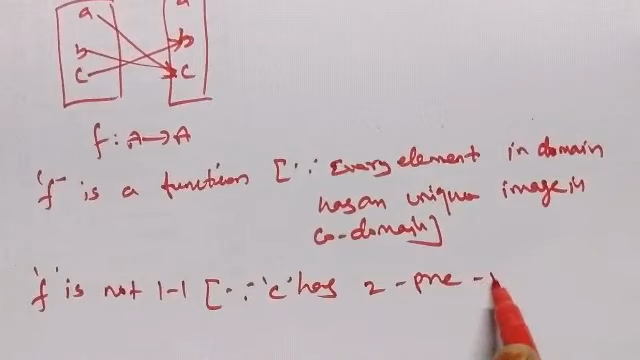 a a
b b
c c
f : A → A
'f' is a function [∵ Every element in domain
has an unique image in
co-domain]
'f' is not 1-1 [∵ 'c' has 2 - pre -